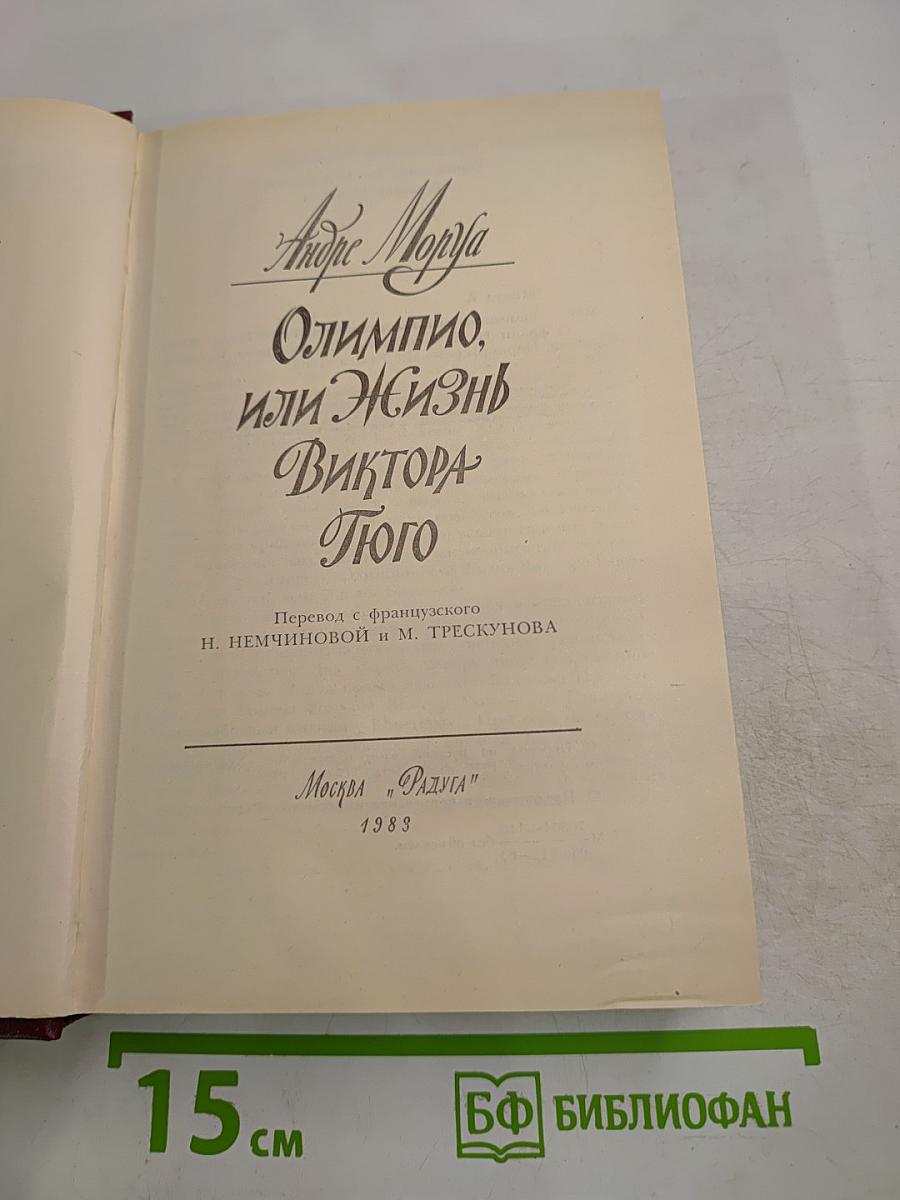 Андре Моруа
Олимпио,
или Жизнь
Виктора
Гюго
Перевод с французского
Н. НЕМЧИНОВОЙ и М. ТРЕСКУНОВА
Москва „Радуга"
1983
15 см
БФ БИБЛИОФАН